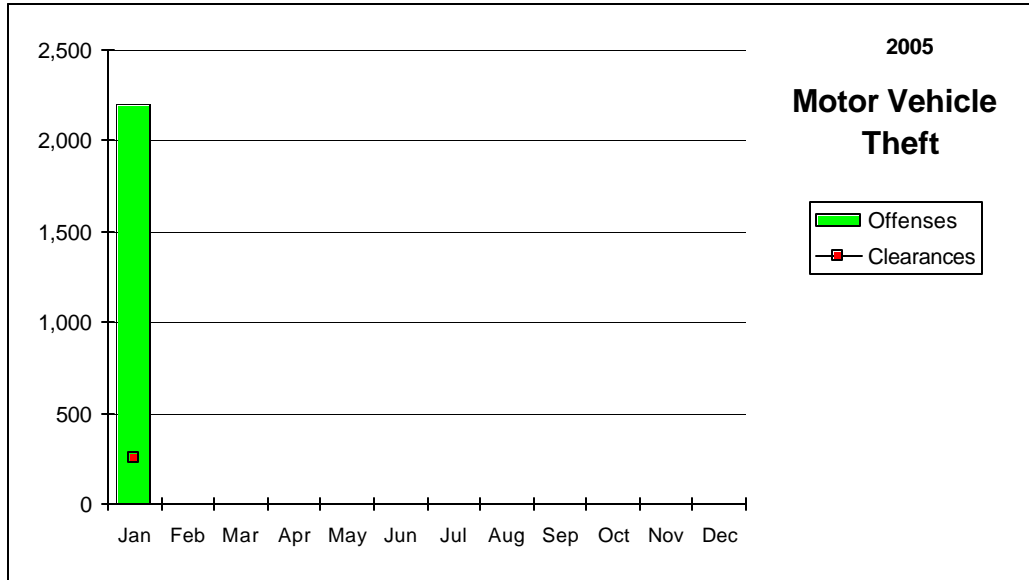 2005
Motor Vehicle
Theft
Offenses
Clearances
2,500
2,000
1,500
1,000
500
0
Jan Feb Mar Apr May Jun Jul Aug Sep Oct Nov Dec